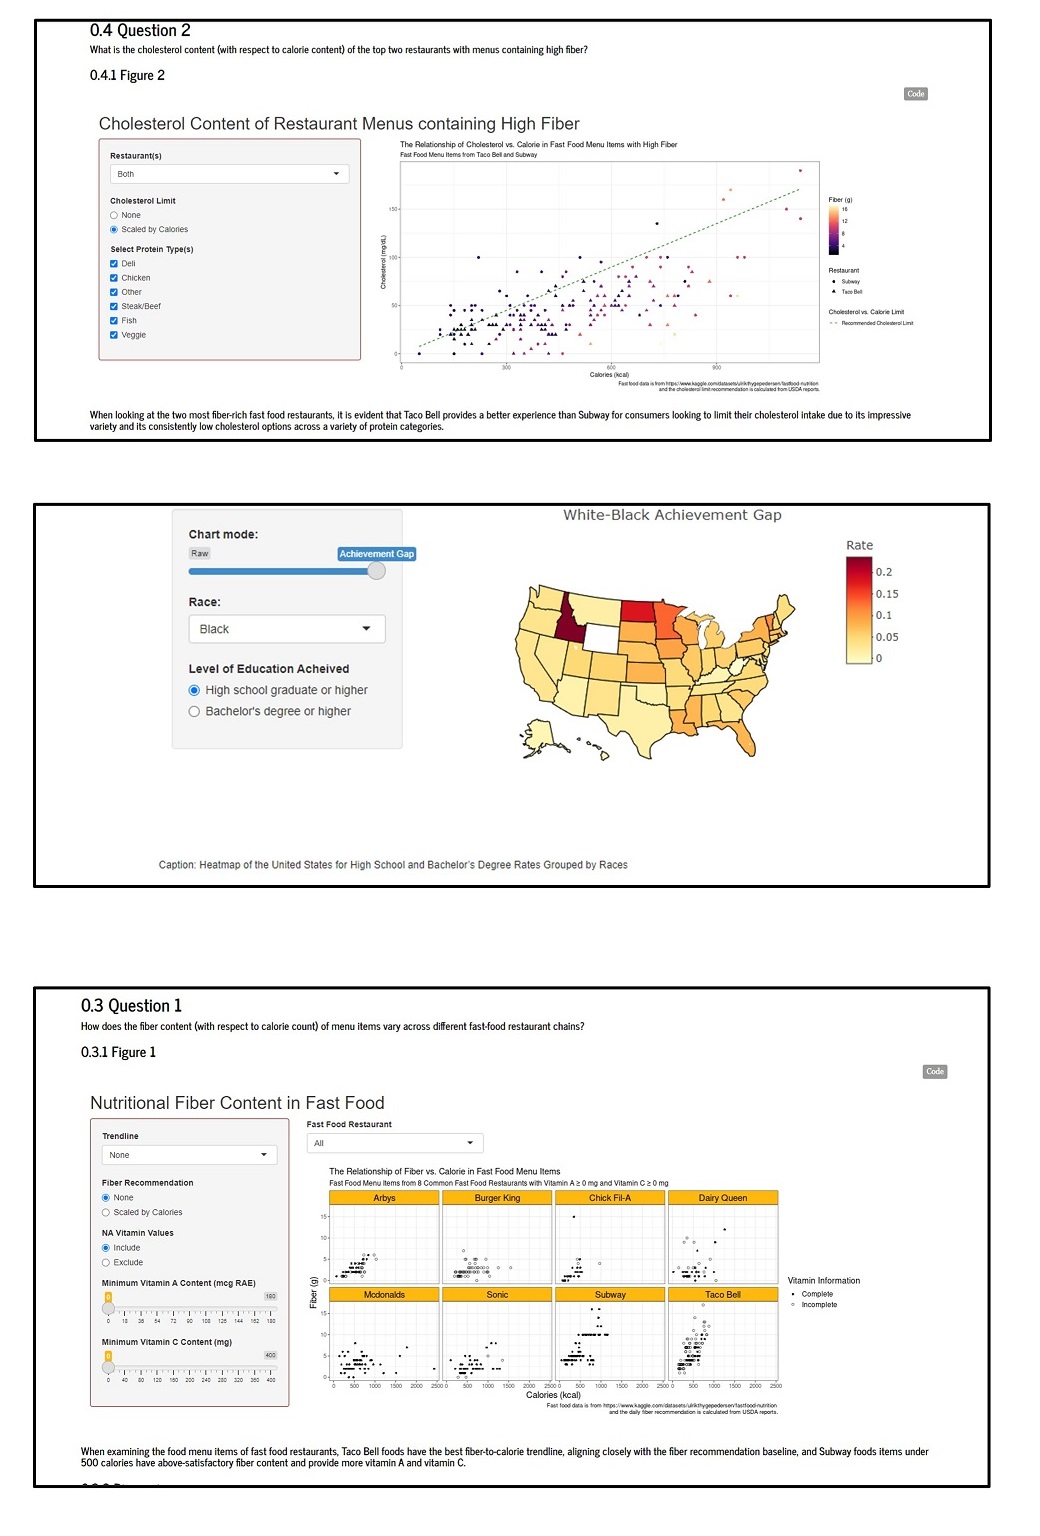 0.4 Question 2
What is the cholesterol content (with respect to calorie content) of the top two restaurants with menus containing high fiber?
0.4.1 Figure 2
Code
Cholesterol Content of Restaurant Menus containing High Fiber
Restaurant(s)
Both
Cholesterol Limit
None
Scaled by Calories
Select Protein Type(s)
Deli
Chicken
Other
Steak/Beef
Fish
Veggie
The Relationship of Cholesterol vs. Calorie in Fast Food Menu Items with High Fiber
Fast Food Menu Items from Taco Bell and Subway
Cholesterol (mg/dL)
150
100
50
0
0 300 600 900
Calories (kcal)
Fiber (g)
16
12
8
4
Restaurant
Subway
Taco Bell
Cholesterol vs. Calorie Limit
Recommended Cholesterol Limit
Fast food data is from https://www.kaggle.com/datasets/ulrikthygepedersen/fastfood-nutrition
and the cholesterol limit recommendation is calculated from USDA reports.
When looking at the two most fiber-rich fast food restaurants, it is evident that Taco Bell provides a better experience than Subway for consumers looking to limit their cholesterol intake due to its impressive
variety and its consistently low cholesterol options across a variety of protein categories.
Chart mode:
Raw Achievement Gap
Race:
Black
Level of Education Acheived
High school graduate or higher
Bachelor's degree or higher
White-Black Achievement Gap
Rate
0.2
0.15
0.1
0.05
0
Caption: Heatmap of the United States for High School and Bachelor's Degree Rates Grouped by Races
0.3 Question 1
How does the fiber content (with respect to calorie count) of menu items vary across different fast-food restaurant chains?
0.3.1 Figure 1
Code
Nutritional Fiber Content in Fast Food
Trendline
None
Fiber Recommendation
None
Scaled by Calories
NA Vitamin Values
Include
Exclude
Minimum Vitamin A Content (mcg RAE)
0 180
0 18 36 54 72 90 108 126 144 162 180
Minimum Vitamin C Content (mg)
0 400
0 40 80 120 160 200 240 280 320 360 400
Fast Food Restaurant
All
The Relationship of Fiber vs. Calorie in Fast Food Menu Items
Fast Food Menu Items from 8 Common Fast Food Restaurants with Vitamin A ≥ 0 mg and Vitamin C ≥ 0 mg
Arbys Burger King Chick Fil-A Dairy Queen
15
10
5
0
Fiber (g)
Mcdonalds Sonic Subway Taco Bell
15
10
5
0
0 500 1000 1500 2000 2500 0 500 1000 1500 2000 2500 0 500 1000 1500 2000 2500 0 500 1000 1500 2000 2500
Calories (kcal)
Vitamin Information
Complete
Incomplete
Fast food data is from https://www.kaggle.com/datasets/ulrikthygepedersen/fastfood-nutrition
and the daily fiber recommendation is calculated from USDA reports.
When examining the food menu items of fast food restaurants, Taco Bell foods have the best fiber-to-calorie trendline, aligning closely with the fiber recommendation baseline, and Subway foods items under
500 calories have above-satisfactory fiber content and provide more vitamin A and vitamin C.